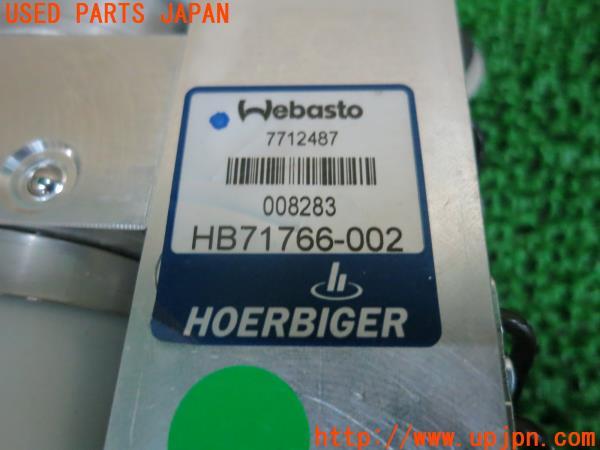 USED PARTS JAPAN
Webasto
7712487
008283
HB71766-002
HOERBIGER
http://www.upjpn.com